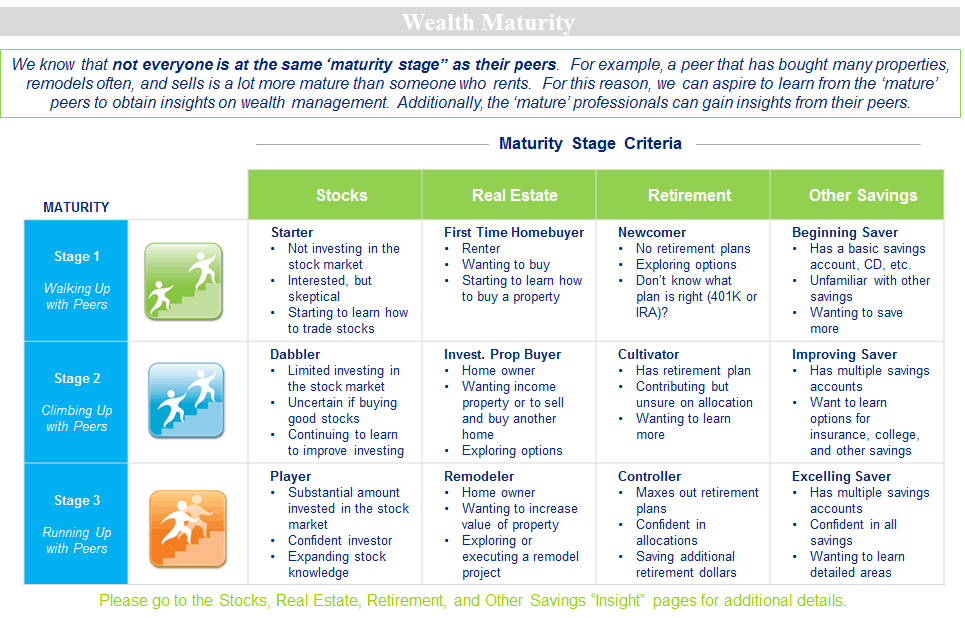 Wealth Maturity
We know that not everyone is at the same ‘maturity stage” as their peers.  For example, a peer that has bought many properties,
remodels often, and sells is a lot more mature than someone who rents.  For this reason, we can aspire to learn from the ‘mature’
peers to obtain insights on wealth management.  Additionally, the ‘mature’ professionals can gain insights from their peers.
Maturity Stage Criteria
MATURITY
Stocks
Real Estate
Retirement
Other Savings
Stage 1
Walking Up
with Peers
Starter
• Not investing in the
stock market
• Interested, but
skeptical
• Starting to learn how
to trade stocks
First Time Homebuyer
• Renter
• Wanting to buy
• Starting to learn how
to buy a property
Newcomer
• No retirement plans
• Exploring options
• Don’t know what
plan is right (401K or
IRA)?
Beginning Saver
• Has a basic savings
account, CD, etc.
• Unfamiliar with other
savings
• Wanting to save
more
Stage 2
Climbing Up
with Peers
Dabbler
• Limited investing in
the stock market
• Uncertain if buying
good stocks
• Continuing to learn
to improve investing
Invest. Prop Buyer
• Home owner
• Wanting income
property or to sell
and buy another
home
• Exploring options
Cultivator
• Has retirement plan
• Contributing but
unsure on allocation
• Wanting to learn
more
Improving Saver
• Has multiple savings
accounts
• Want to learn
options for
insurance, college,
and other savings
Stage 3
Running Up
with Peers
Player
• Substantial amount
invested in the stock
market
• Confident investor
• Expanding stock
knowledge
Remodeler
• Home owner
• Wanting to increase
value of property
• Exploring or
executing a remodel
project
Controller
• Maxes out retirement
plans
• Confident in
allocations
• Saving additional
retirement dollars
Excelling Saver
• Has multiple savings
accounts
• Confident in all
savings
• Wanting to learn
detailed areas
Please go to the Stocks, Real Estate, Retirement, and Other Savings “Insight” pages for additional details.